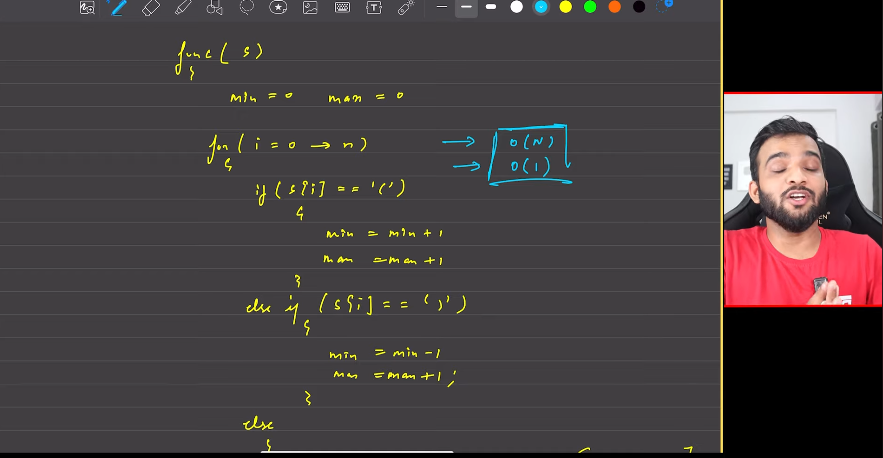 func( s)
{
min = 0 max = 0
for( i = 0 → n)
{
O(N)
O(1)
if (s[i] == '(')
{
min = min + 1
max = max + 1
}
else if (s[i] == ')')
{
min = min - 1
max = max + 1;
}
else
{